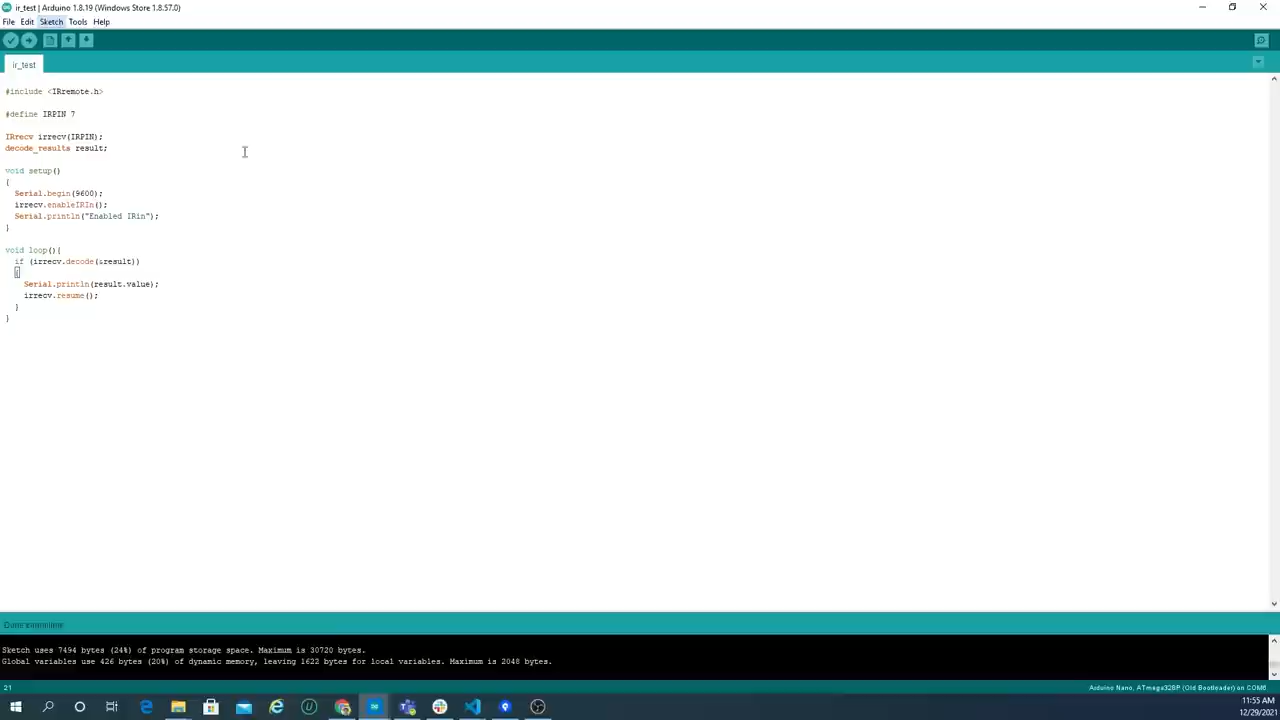 ir_test | Arduino 1.8.19 (Windows Store 1.8.57.0)
File Edit Sketch Tools Help
ir_test
#include <IRremote.h>
#define IRPIN 7
IRrecv irrecv(IRPIN);
decode_results result;
void setup()
{
Serial.begin(9600);
irrecv.enableIRIn();
Serial.println("Enabled IRin");
}
void loop(){
if (irrecv.decode(&result))
{
Serial.println(result.value);
irrecv.resume();
}
}
Sketch uses 7494 bytes (24%) of program storage space. Maximum is 30720 bytes.
Global variables use 426 bytes (20%) of dynamic memory, leaving 1622 bytes for local variables. Maximum is 2048 bytes.
21
Arduino Nano, ATmega328P (Old Bootloader) on COM6
11:55 AM
12/29/2021